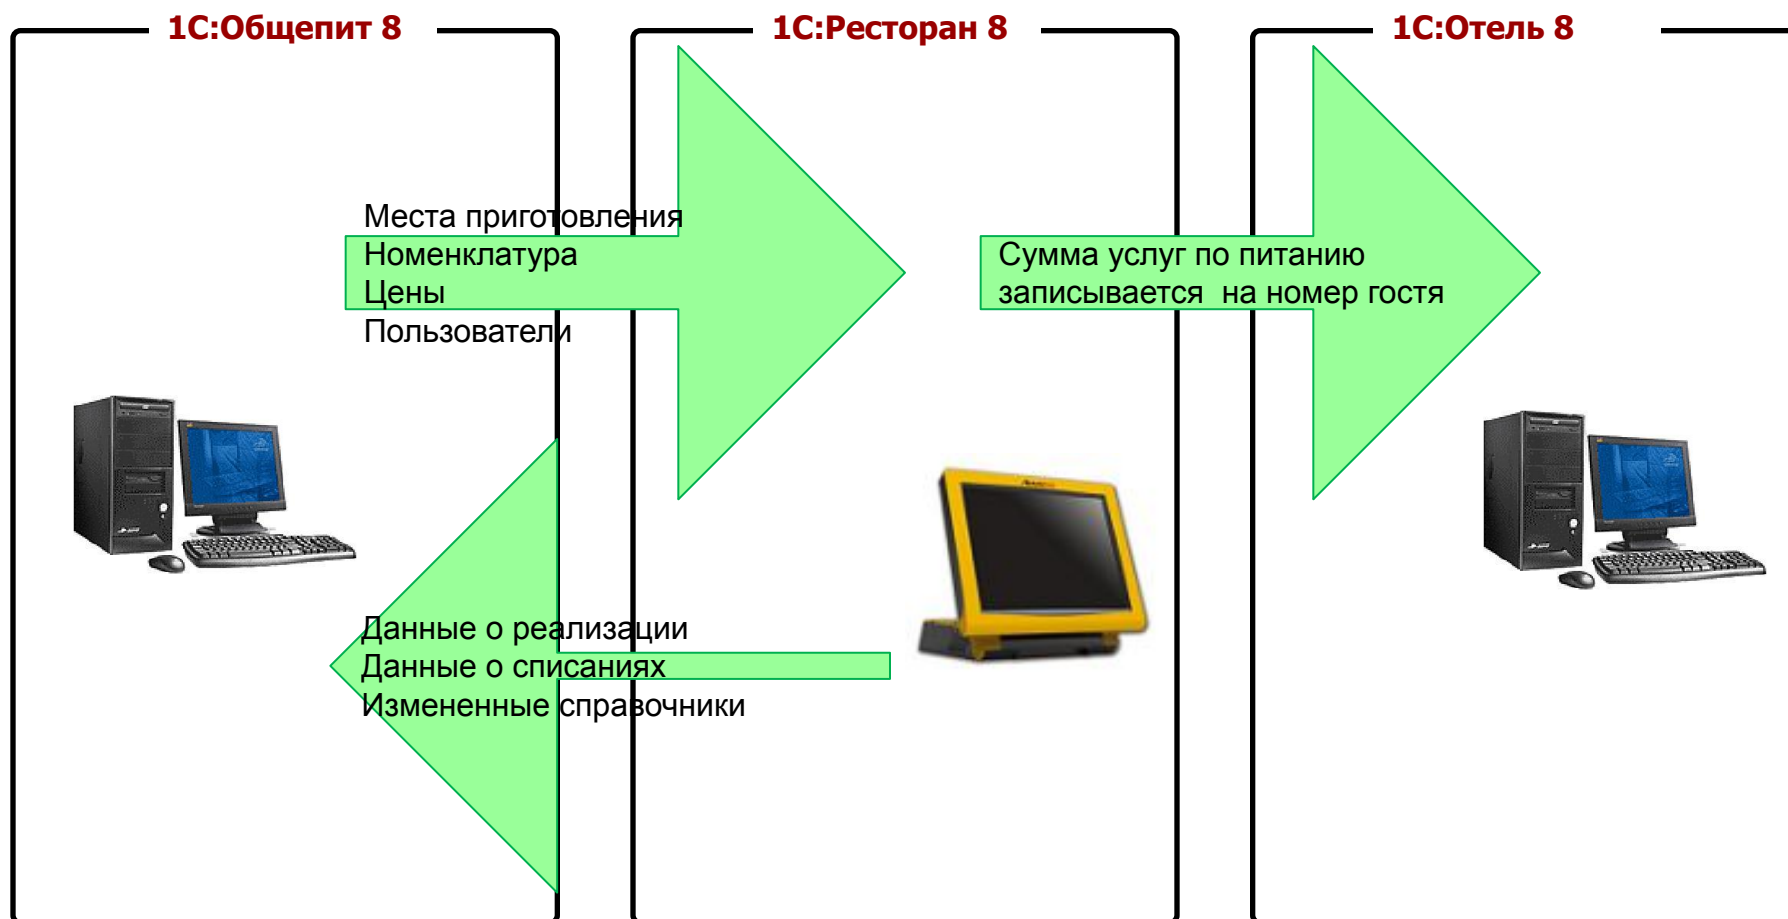 1С:Общепит 8
1С:Ресторан 8
1С:Отель 8
Места приготовления
Номенклатура
Цены
Пользователи
Сумма услуг по питанию
записывается  на номер гостя
Данные о реализации
Данные о списаниях
Измененные справочники